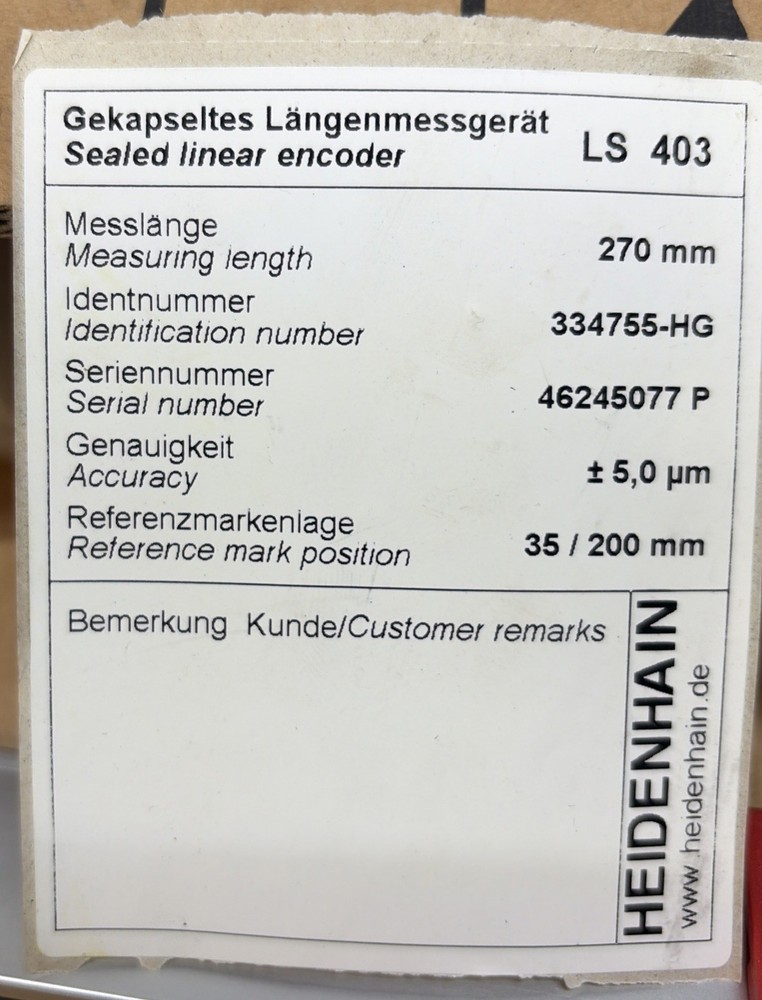 Gekapseltes Längenmessgerät
Sealed linear encoder
LS 403
Messlänge
Measuring length
270 mm
Identnummer
Identification number
334755-HG
Seriennummer
Serial number
46245077 P
Genauigkeit
Accuracy
± 5,0 µm
Referenzmarkenlage
Reference mark position
35 / 200 mm
Bemerkung Kunde/Customer remarks
HEIDENHAIN
www.heidenhain.de